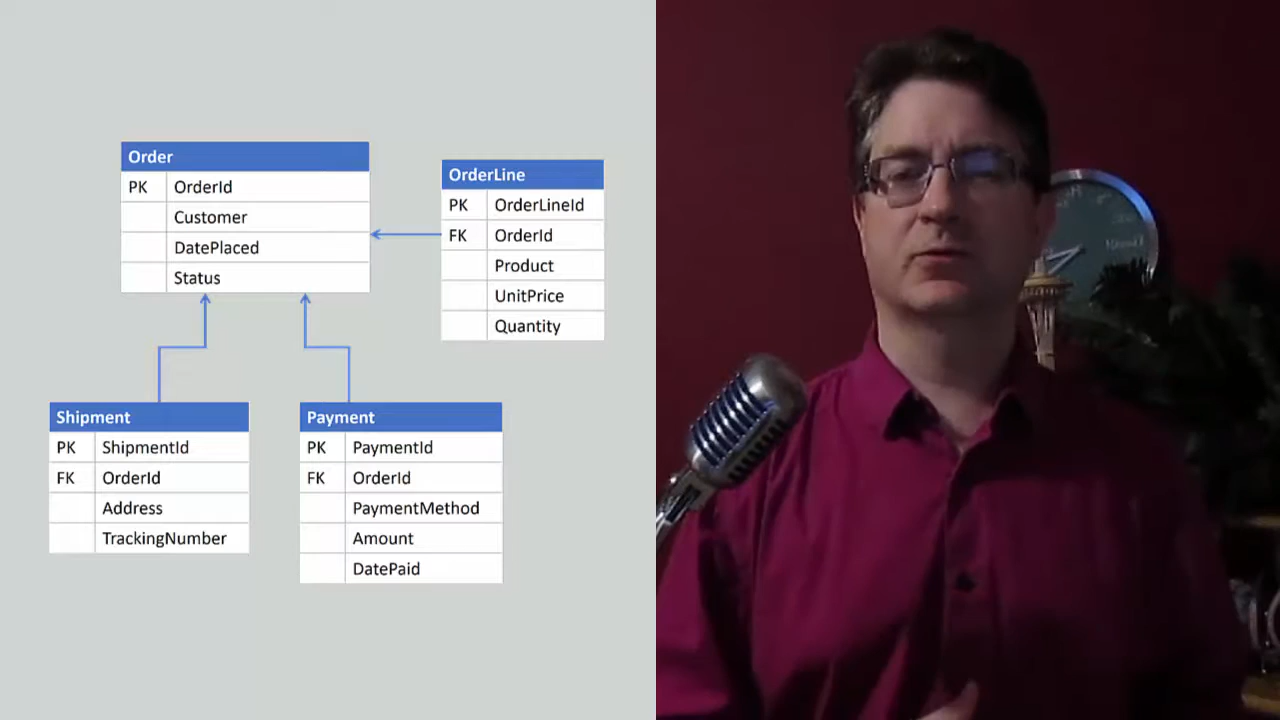 Order
PK OrderId
Customer
DatePlaced
Status
OrderLine
PK OrderLineId
FK OrderId
Product
UnitPrice
Quantity
Shipment
PK ShipmentId
FK OrderId
Address
TrackingNumber
Payment
PK PaymentId
FK OrderId
PaymentMethod
Amount
DatePaid